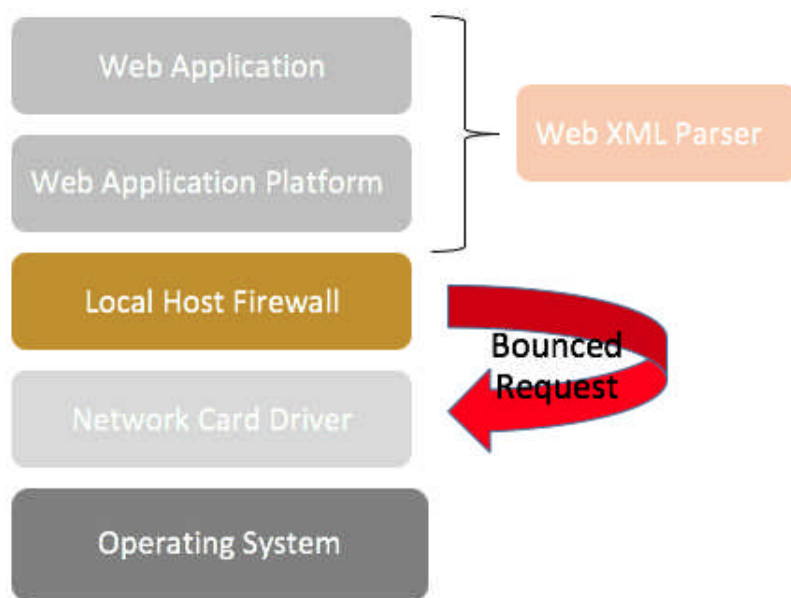 Web Application
Web XML Parser
Web Application Platform
Local Host Firewall
Bounced
Request
Network Card Driver
Operating System